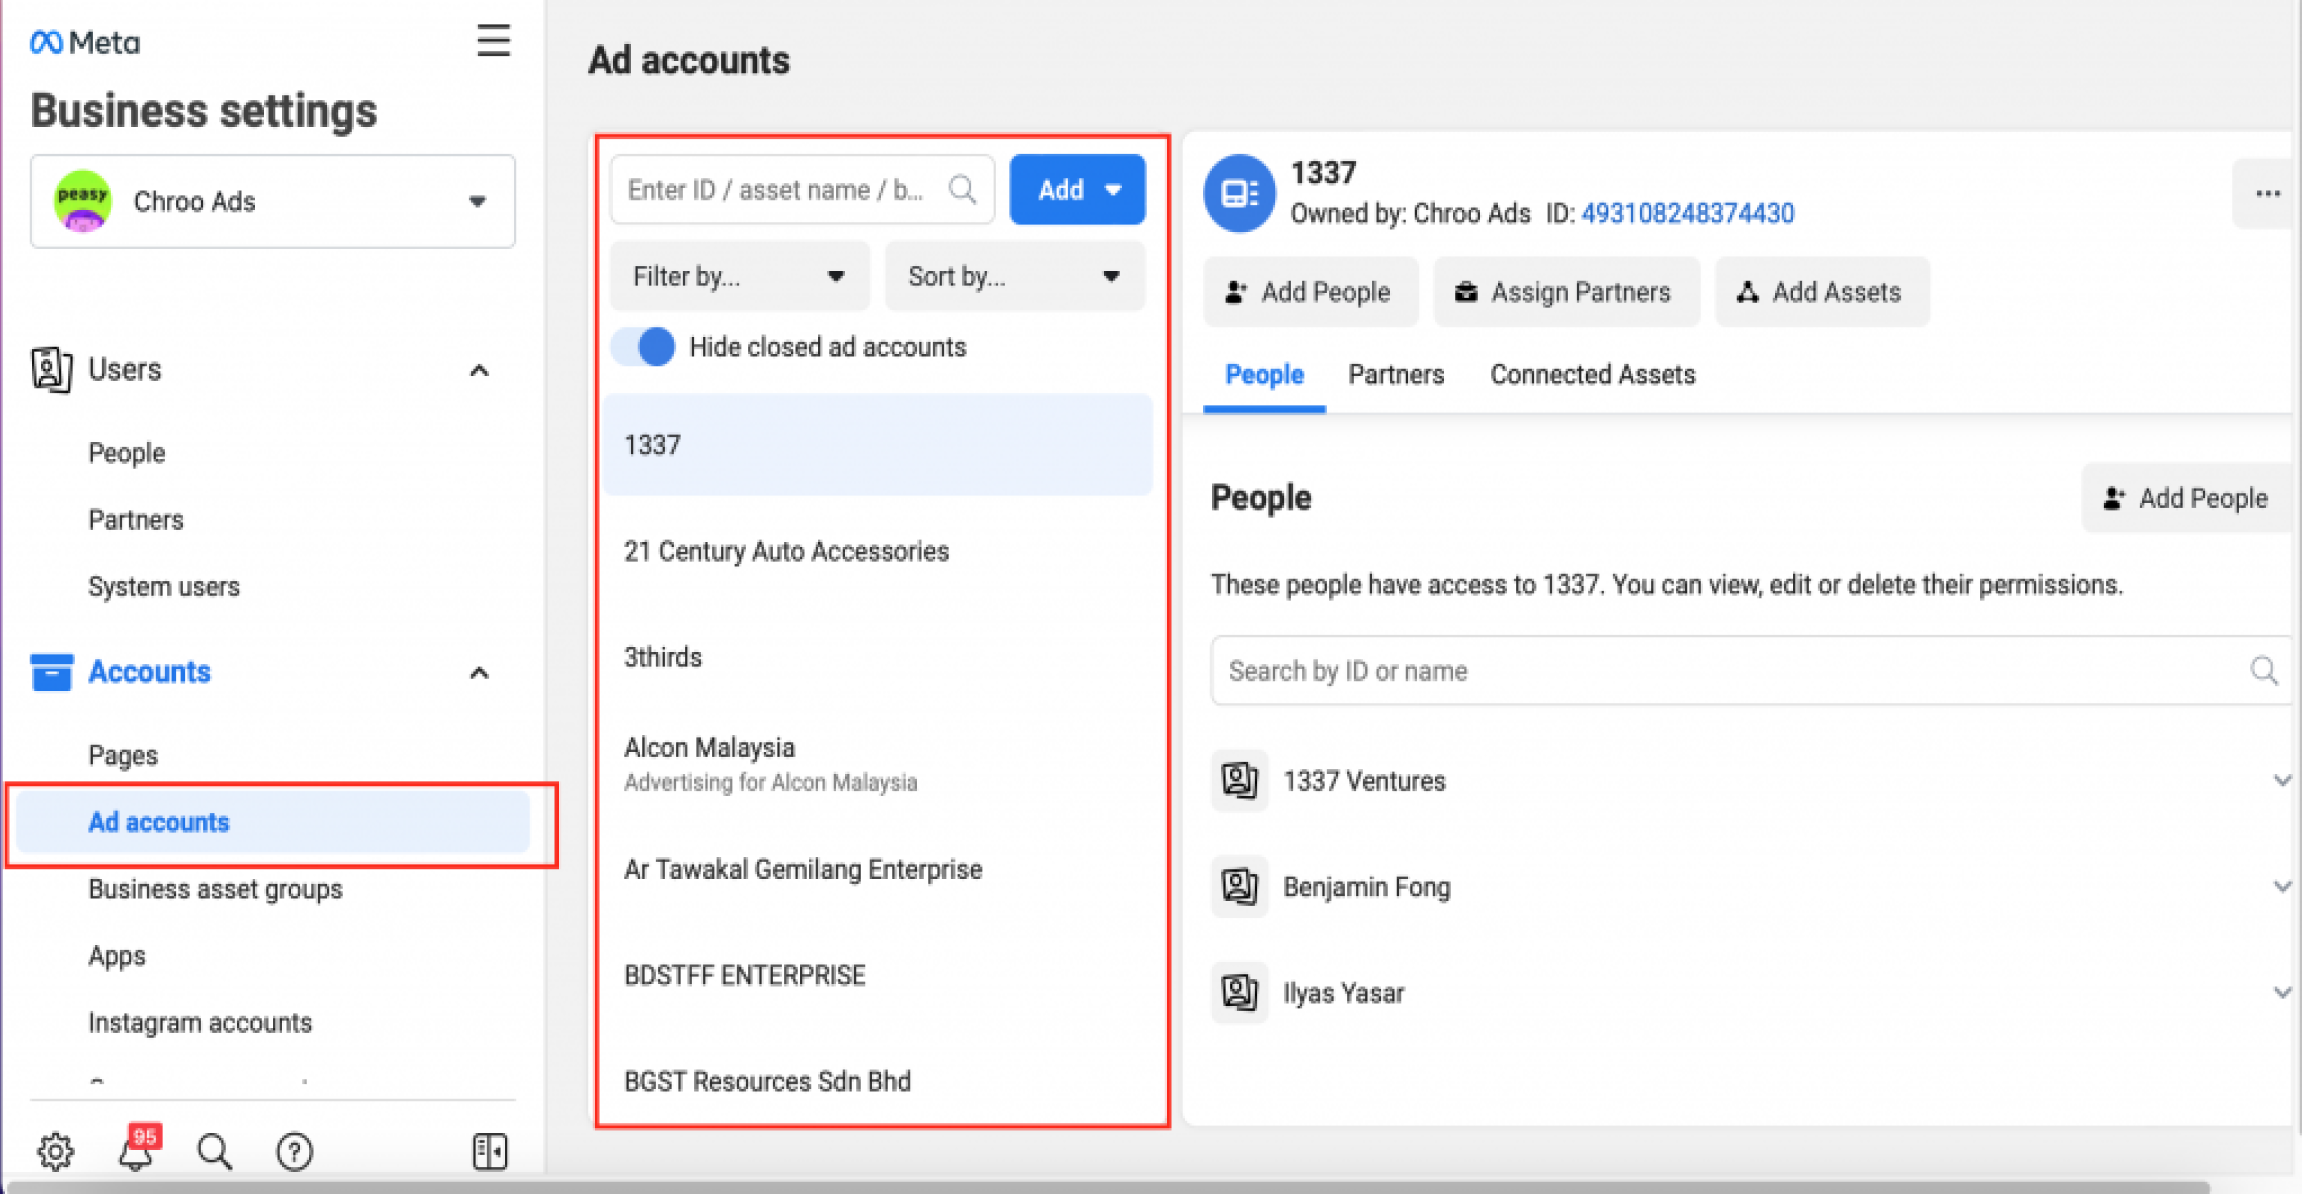 Meta
Business settings
peasy
Chroo Ads
Users
People
Partners
System users
Accounts
Pages
Ad accounts
Business asset groups
Apps
Instagram accounts
95
Ad accounts
Enter ID / asset name / b...
Add
Filter by...
Sort by...
Hide closed ad accounts
1337
21 Century Auto Accessories
3thirds
Alcon Malaysia
Advertising for Alcon Malaysia
Ar Tawakal Gemilang Enterprise
BDSTFF ENTERPRISE
BGST Resources Sdn Bhd
1337
Owned by: Chroo Ads ID: 493108248374430
Add People
Assign Partners
Add Assets
People
Partners
Connected Assets
People
Add People
These people have access to 1337. You can view, edit or delete their permissions.
Search by ID or name
1337 Ventures
Benjamin Fong
Ilyas Yasar